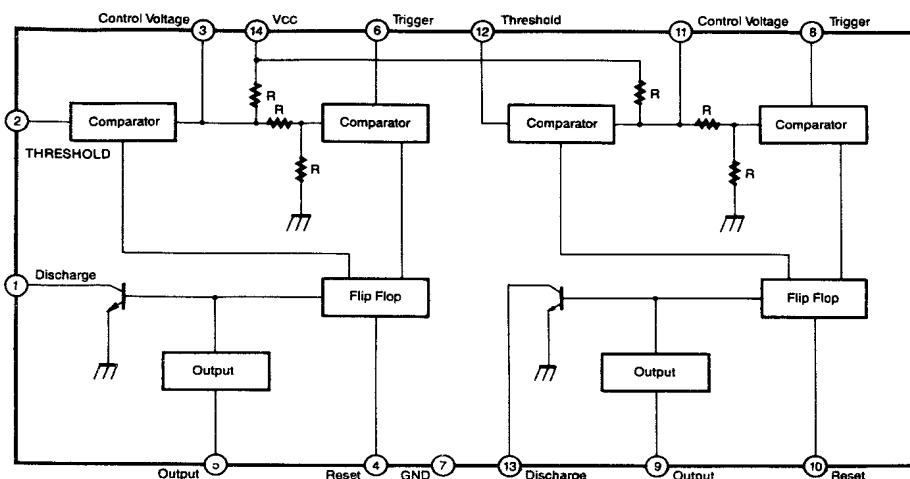 Control Voltage VCC Trigger Threshold Control Voltage Trigger
3 14 6 12 11 8
R R
R R
2 Comparator Comparator Comparator Comparator
THRESHOLD
R R
1 Discharge
Flip Flop Flip Flop
Output Output
Output 5 Reset 4 GND 7 13 Discharge 9 Output 10 Reset